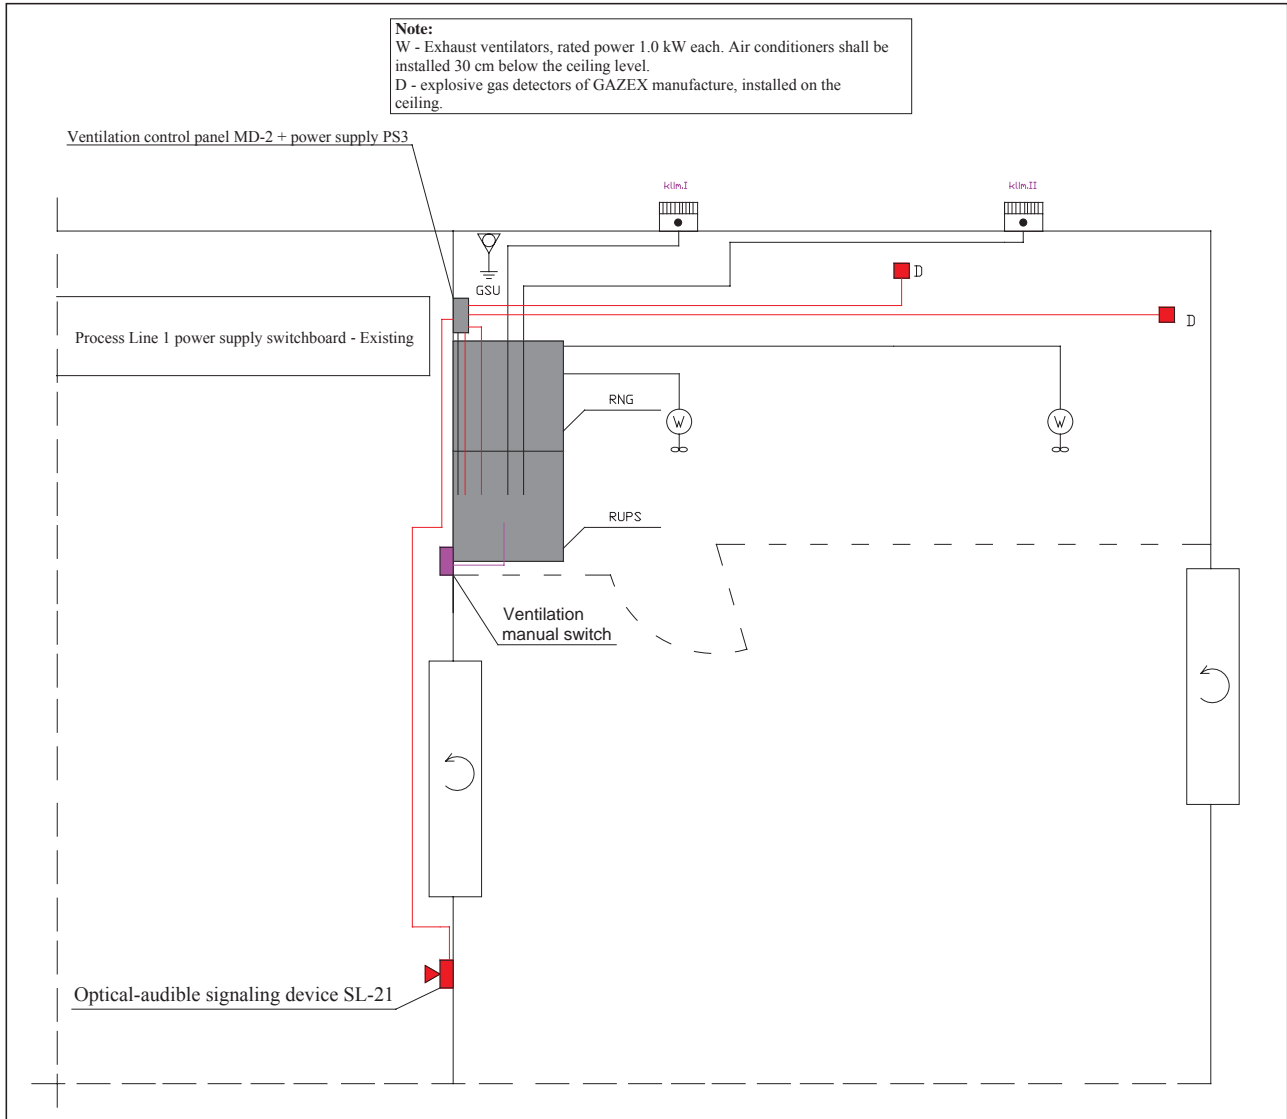 Note:
W - Exhaust ventilators, rated power 1.0 kW each. Air conditioners shall be
installed 30 cm below the ceiling level.
D - explosive gas detectors of GAZEX manufacture, installed on the
ceiling.
Ventilation control panel MD-2 + power supply PS3
klim.I
klim.II
GSU
D
D
Process Line 1 power supply switchboard - Existing
RNG
W
W
RUPS
Ventilation
manual switch
Optical-audible signaling device SL-21